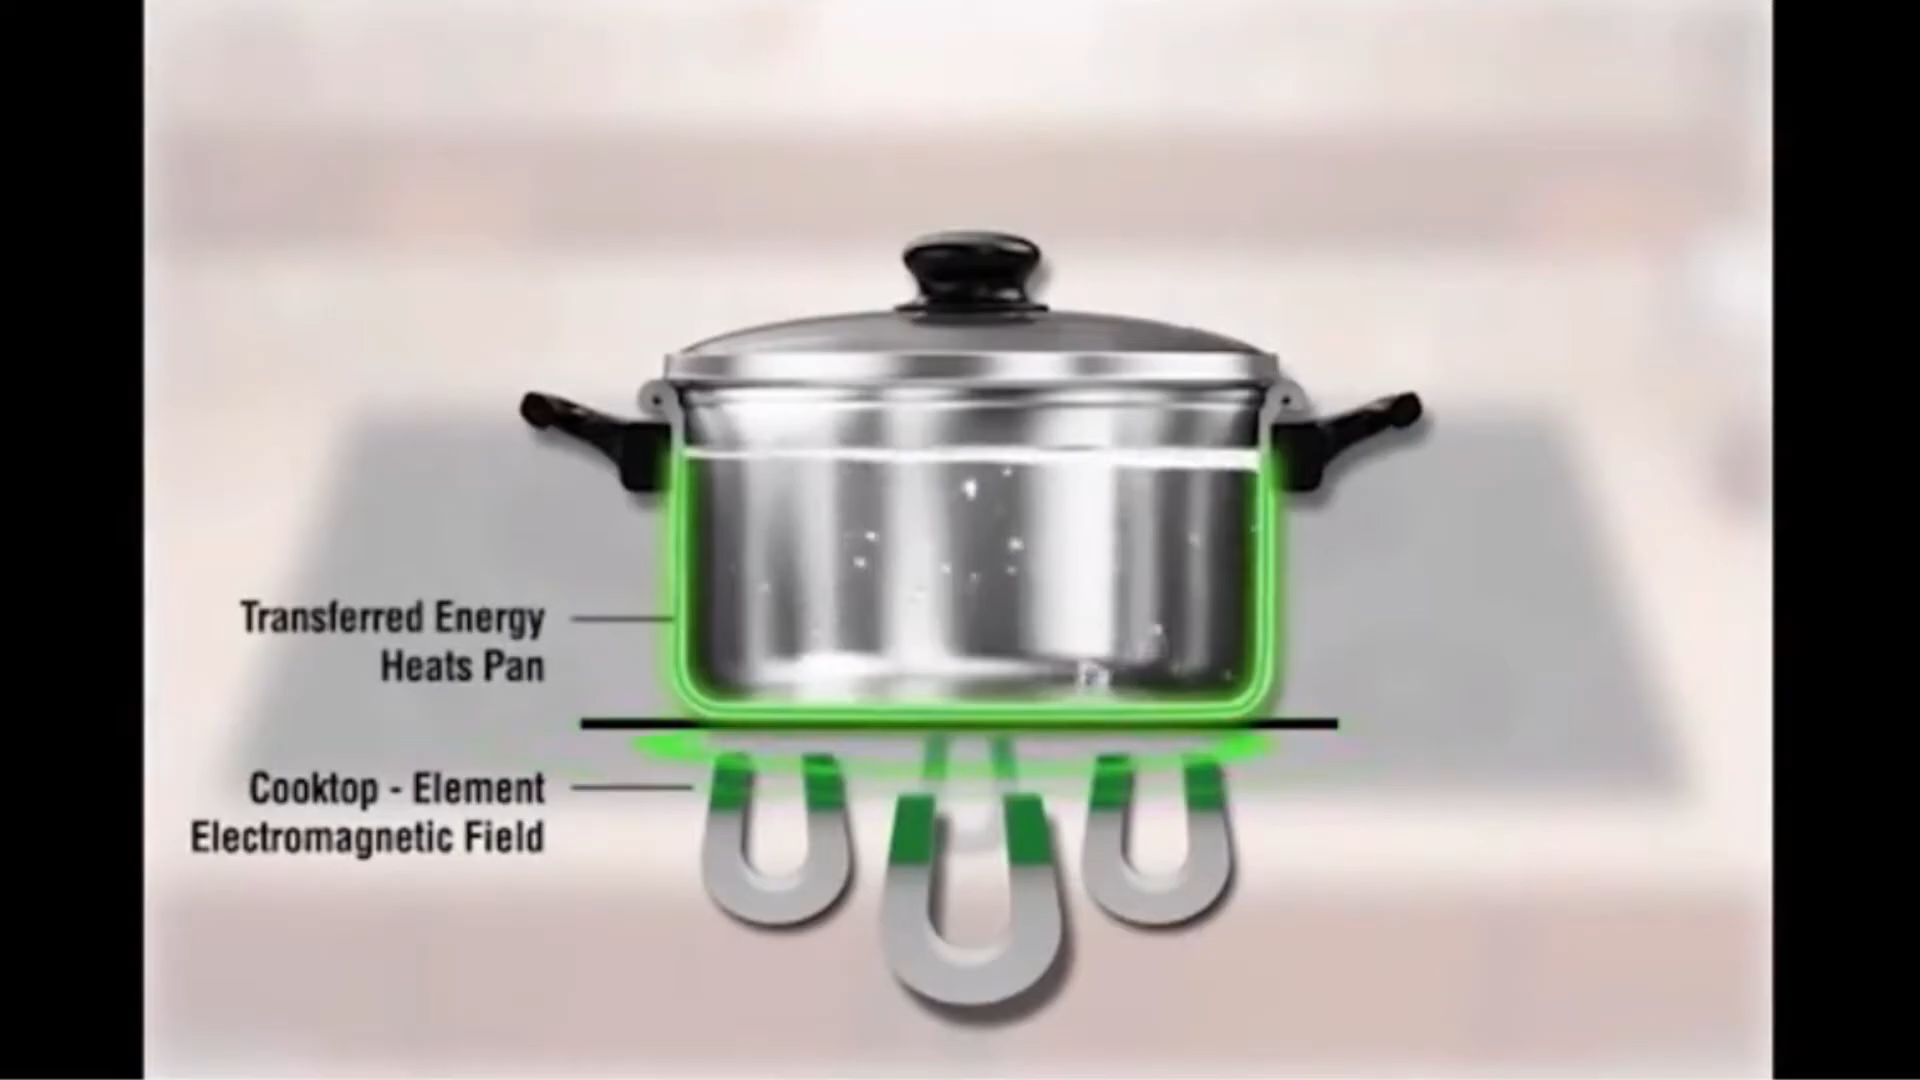 Transferred Energy
Heats Pan
Cooktop - Element
Electromagnetic Field